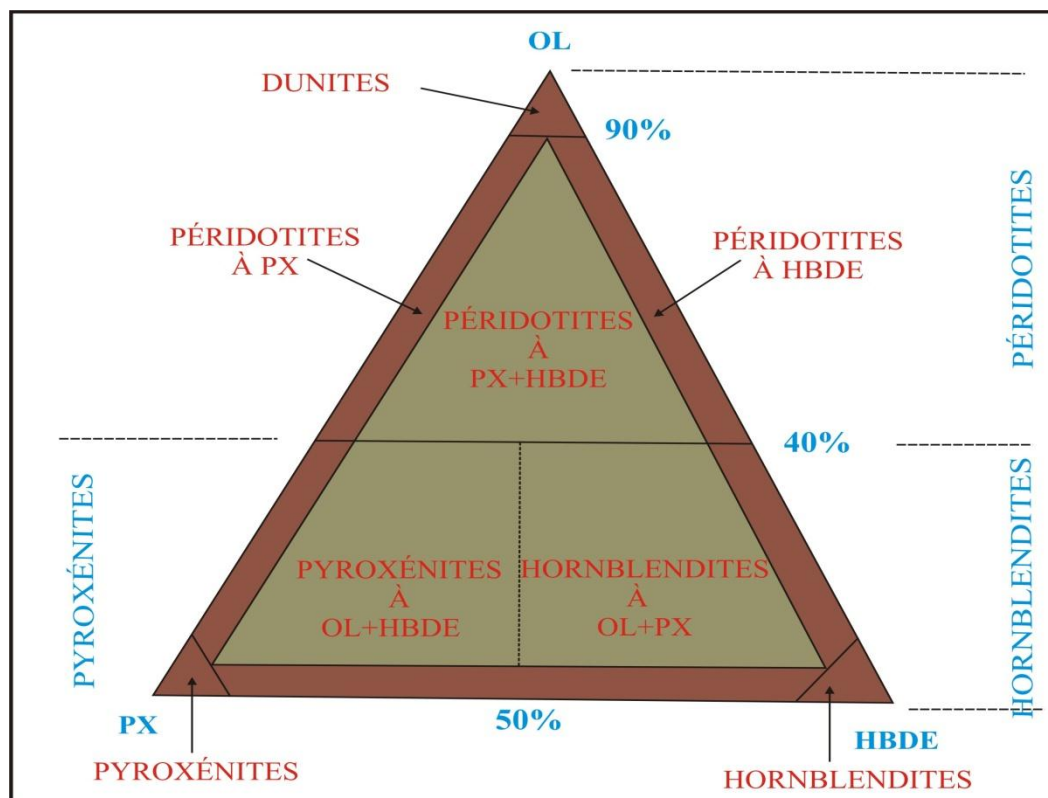 OL
DUNITES
90%
PÉRIDOTITES
À PX
PÉRIDOTITES
À HBDE
PÉRIDOTITES
PÉRIDOTITES
À
PX+HBDE
40%
PYROXÉNITES
PYROXÉNITES
À
OL+HBDE
HORNBLENDITES
À
OL+PX
HORNBLENDITES
PX
50%
HBDE
PYROXÉNITES
HORNBLENDITES